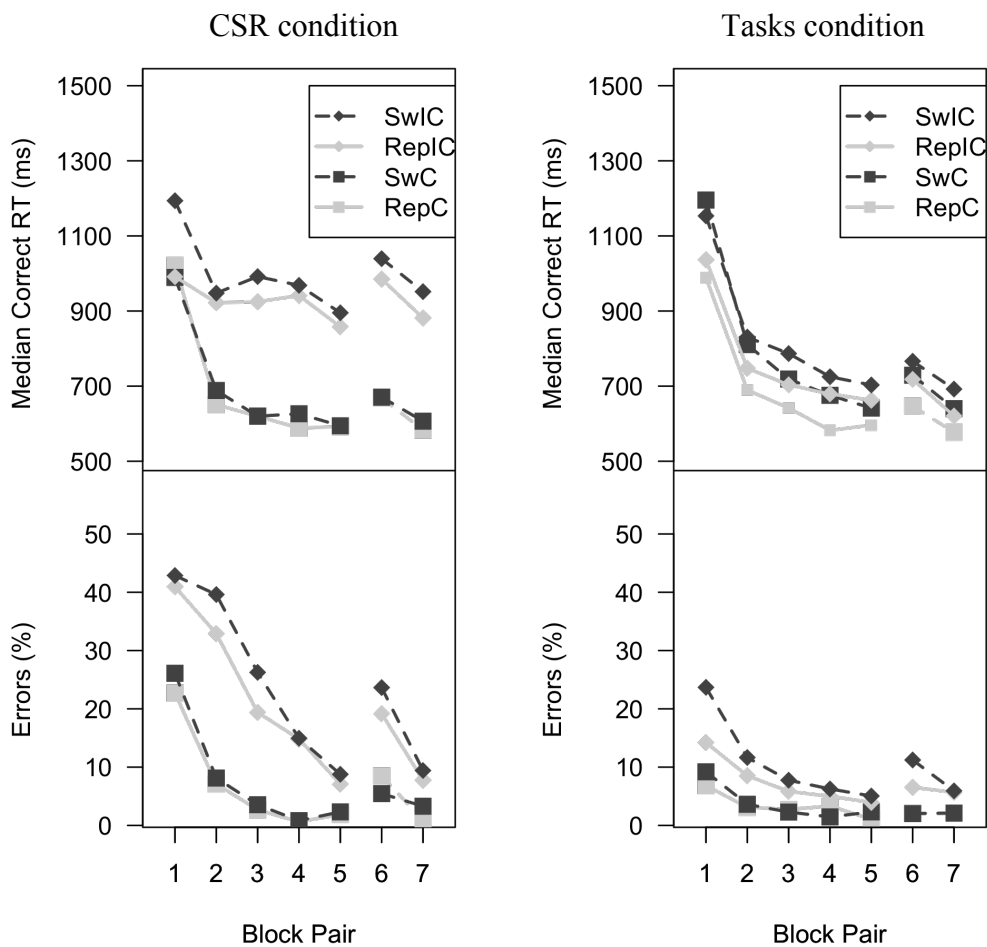 CSR condition
Tasks condition
Median Correct RT (ms)
1500
1300
1100
900
700
500
SwIC
RepIC
SwC
RepC
Median Correct RT (ms)
1500
1300
1100
900
700
500
SwIC
RepIC
SwC
RepC
Errors (%)
50
40
30
20
10
0
1 2 3 4 5 6 7
Block Pair
Errors (%)
50
40
30
20
10
0
1 2 3 4 5 6 7
Block Pair